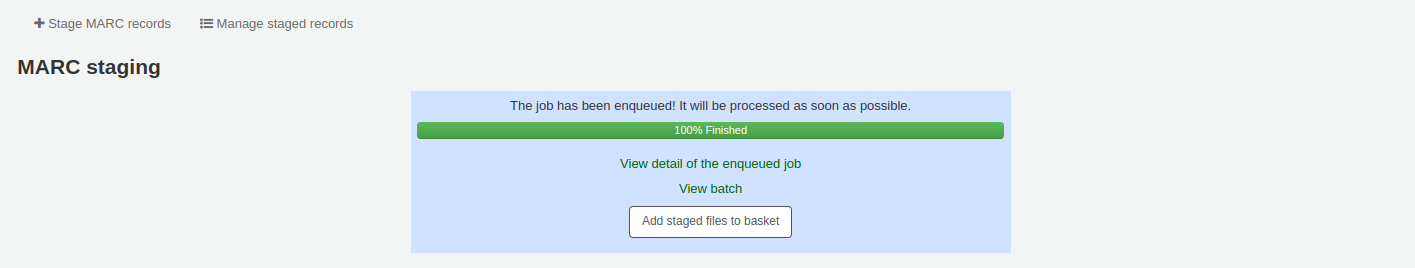 Stage MARC records Manage staged records
MARC staging
The job has been enqueued! It will be processed as soon as possible.
100% Finished
View detail of the enqueued job
View batch
Add staged files to basket